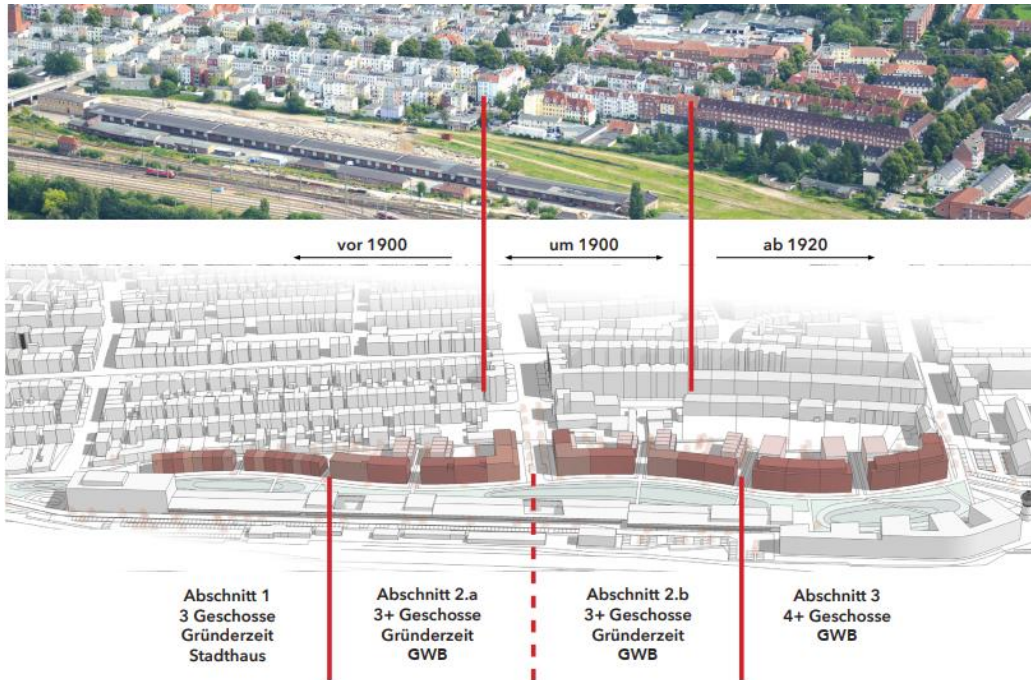 vor 1900
um 1900
ab 1920
Abschnitt 1
3 Geschosse
Gründerzeit
Stadthaus
Abschnitt 2.a
3+ Geschosse
Gründerzeit
GWB
Abschnitt 2.b
3+ Geschosse
Gründerzeit
GWB
Abschnitt 3
4+ Geschosse
GWB